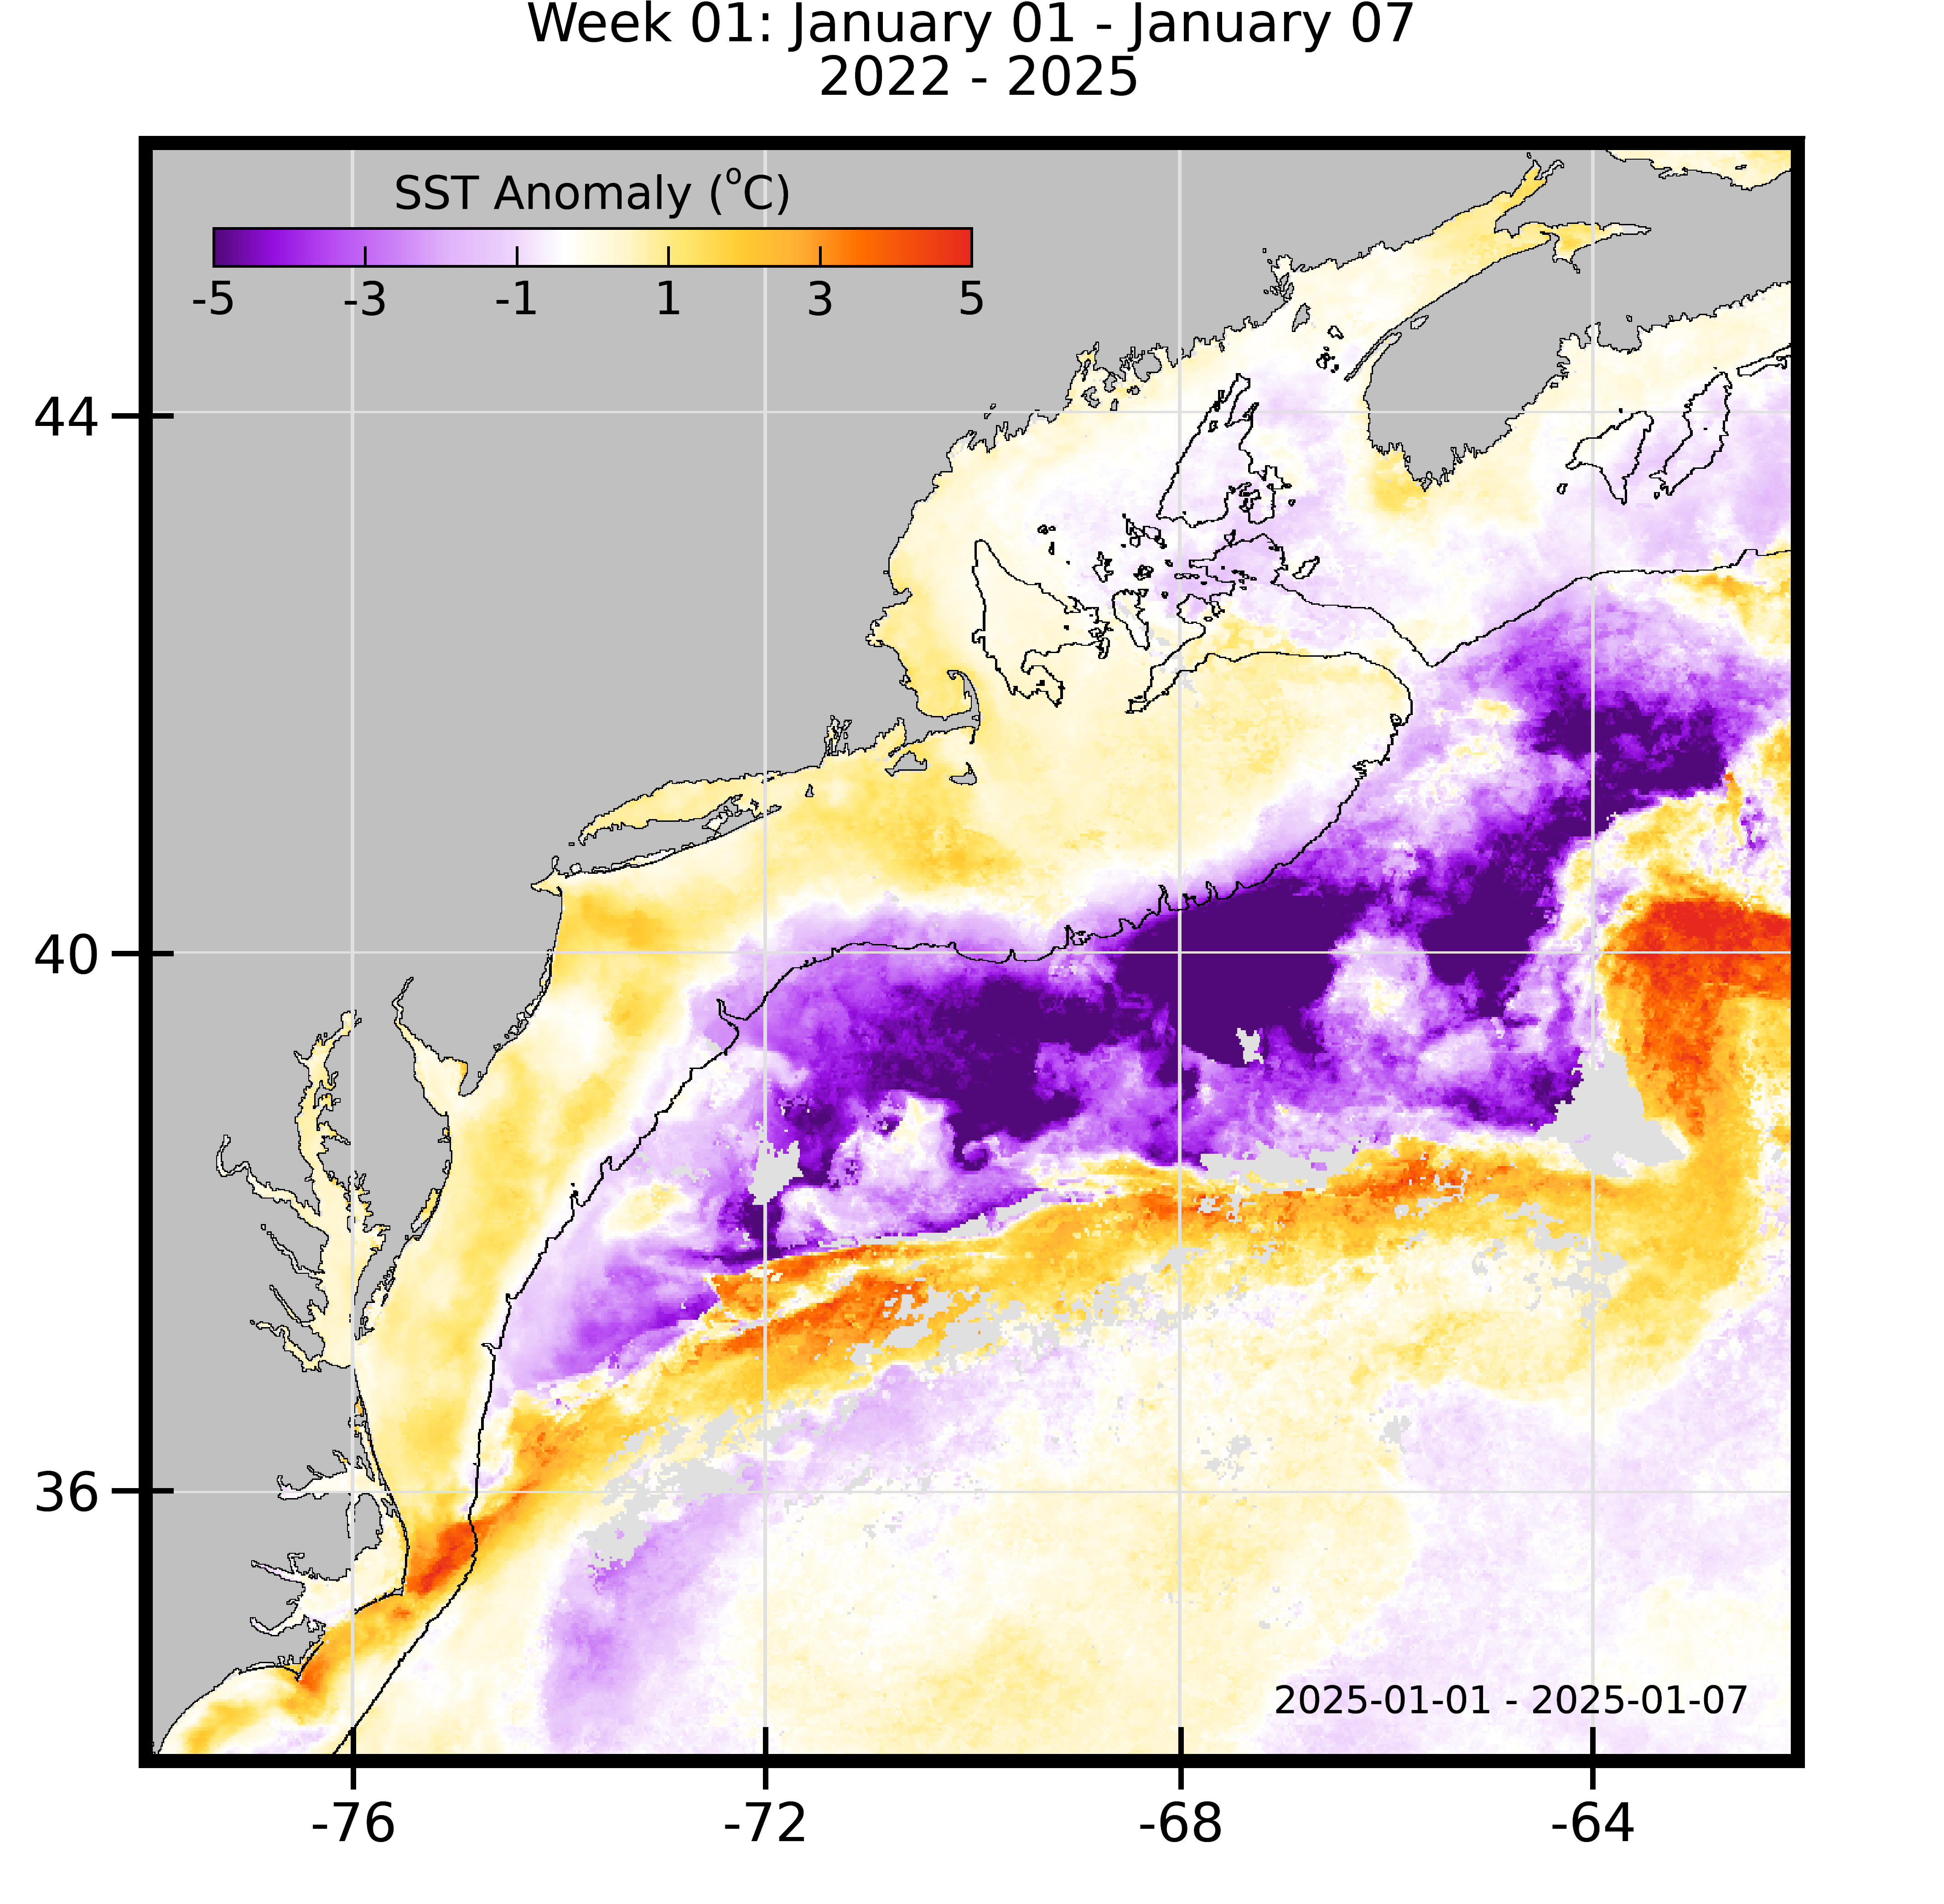 Week 01: January 01 - January 07
2022 - 2025
SST Anomaly (°C)
-5 -3 -1 1 3 5
44
40
36
2025-01-01 - 2025-01-07
-76 -72 -68 -64